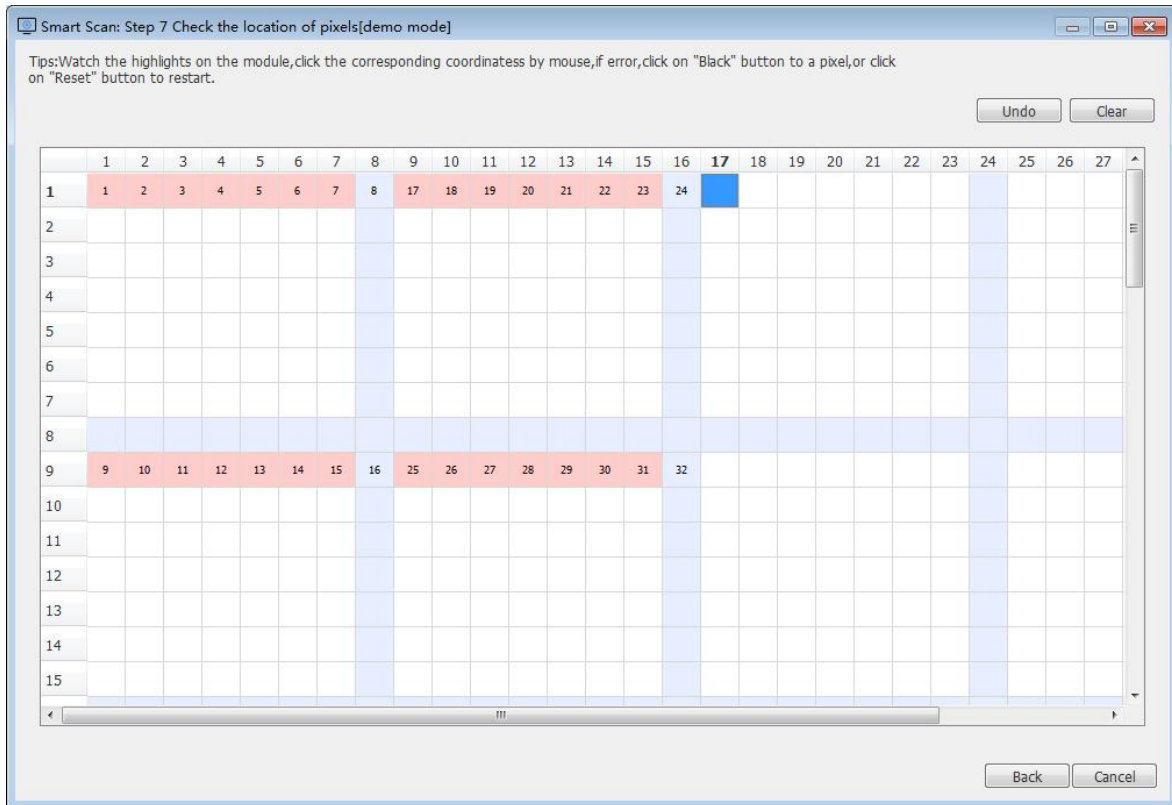 Smart Scan: Step 7 Check the location of pixels[demo mode]
Tips:Watch the highlights on the module,click the corresponding coordinatess by mouse,if error,click on "Black" button to a pixel,or click
on "Reset" button to restart.
Undo Clear
1 2 3 4 5 6 7 8 9 10 11 12 13 14 15 16 17 18 19 20 21 22 23 24 25 26 27
1 1 2 3 4 5 6 7 8 17 18 19 20 21 22 23 24
2
3
4
5
6
7
8
9 9 10 11 12 13 14 15 16 25 26 27 28 29 30 31 32
10
11
12
13
14
15
Back Cancel